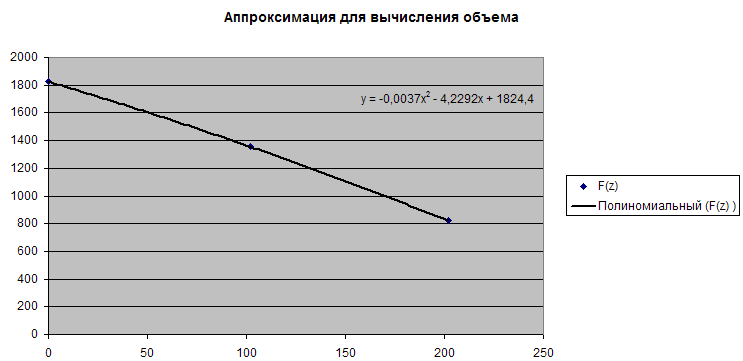 Аппроксимация для вычисления объема
2000
1800
1600
1400
1200
1000
800
600
400
200
0
y = -0,0037x² - 4,2292x + 1824,4
0 50 100 150 200 250
F(z)
Полиномиальный (F(z) )